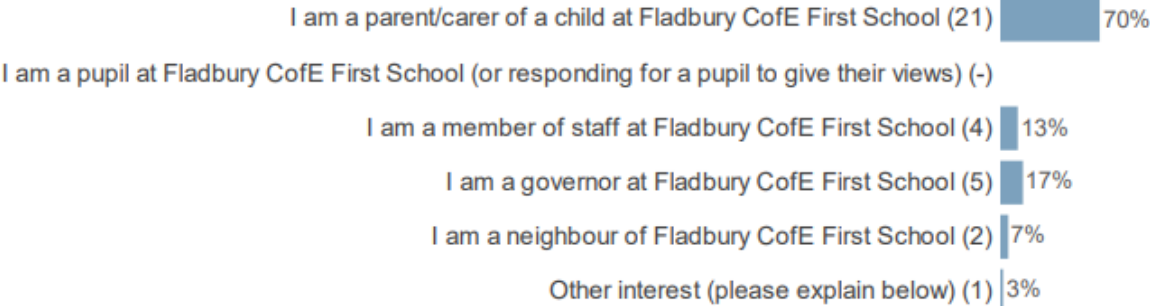 I am a parent/carer of a child at Fladbury CofE First School (21) 70%
I am a pupil at Fladbury CofE First School (or responding for a pupil to give their views) (-)
I am a member of staff at Fladbury CofE First School (4) 13%
I am a governor at Fladbury CofE First School (5) 17%
I am a neighbour of Fladbury CofE First School (2) 7%
Other interest (please explain below) (1) 3%